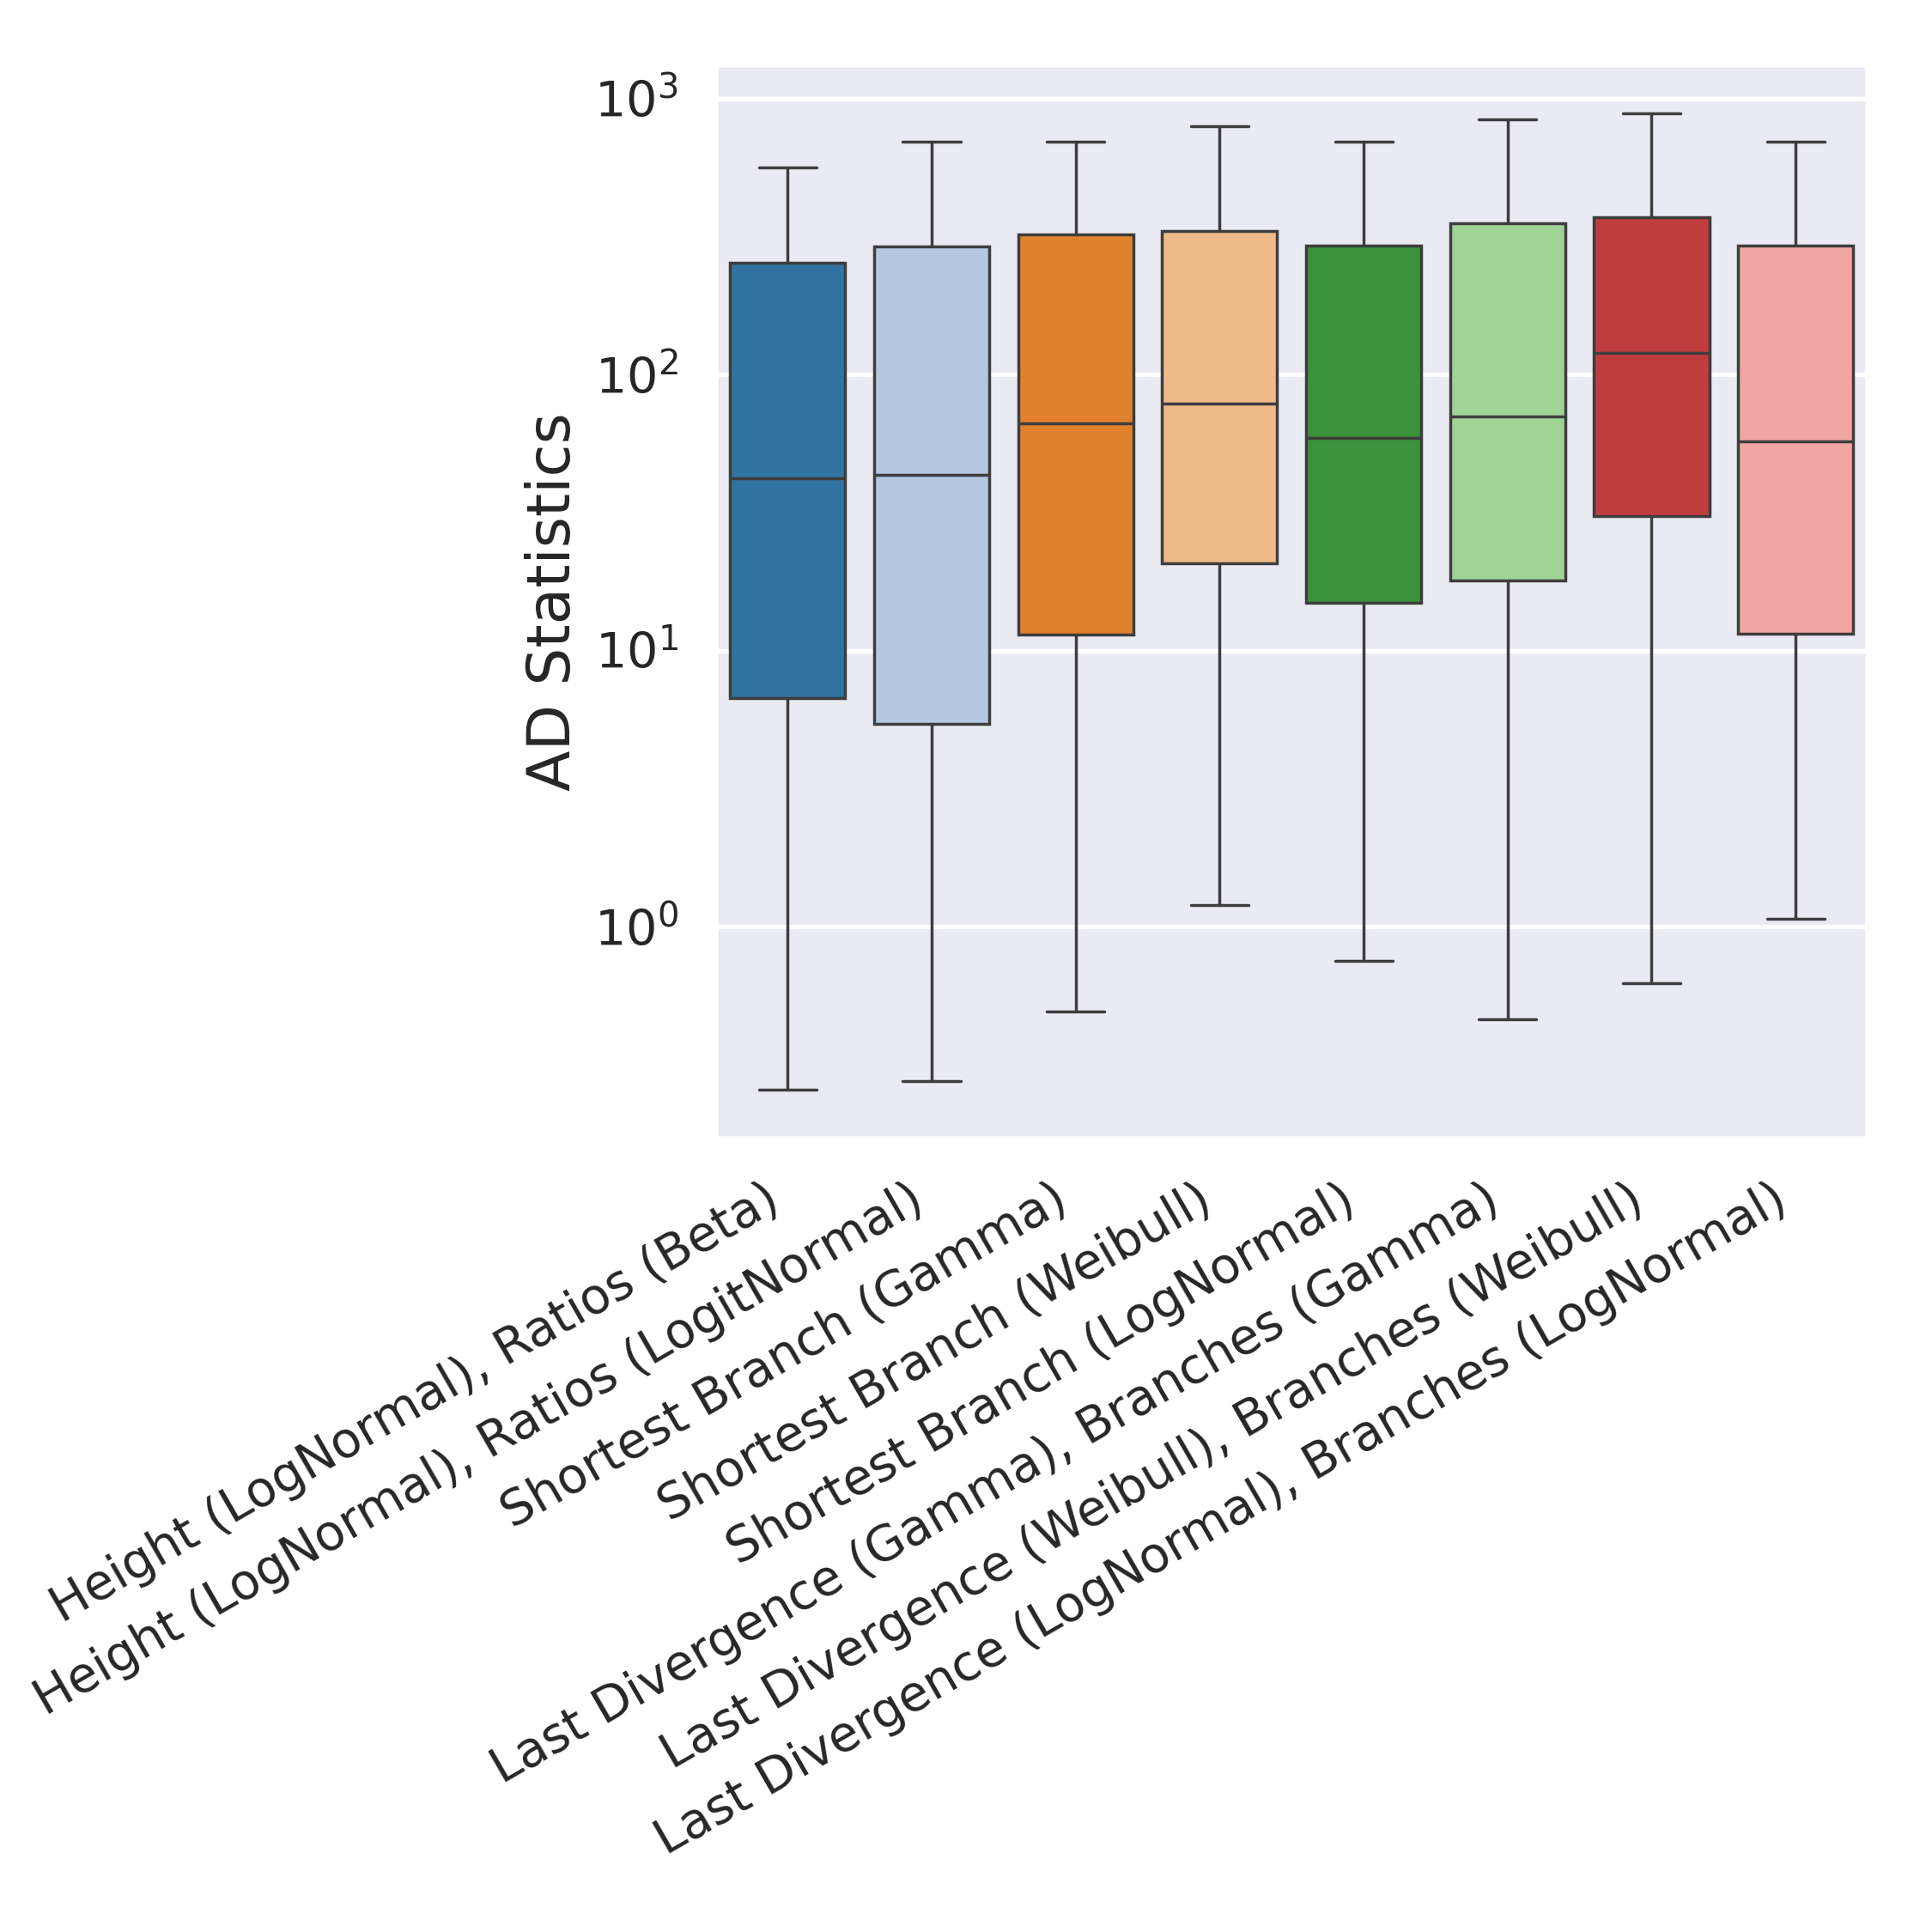 10³
10²
10¹
10⁰
AD Statistics
Height (LogNormal), Ratios (Beta)
Height (LogNormal), Ratios (LogitNormal)
Shortest Branch (Gamma)
Shortest Branch (Weibull)
Shortest Branch (LogNormal)
Last Divergence (Gamma), Branches (Gamma)
Last Divergence (Weibull), Branches (Weibull)
Last Divergence (LogNormal), Branches (LogNormal)